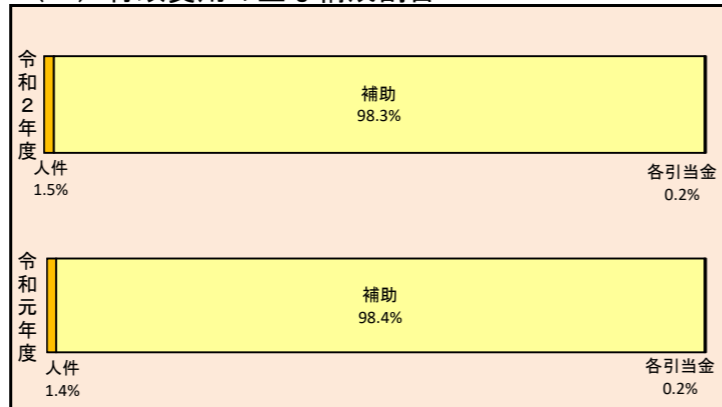 令和２年度
補助
98.3%
人件
1.5%
各引当金
0.2%
令和元年度
補助
98.4%
人件
1.4%
各引当金
0.2%